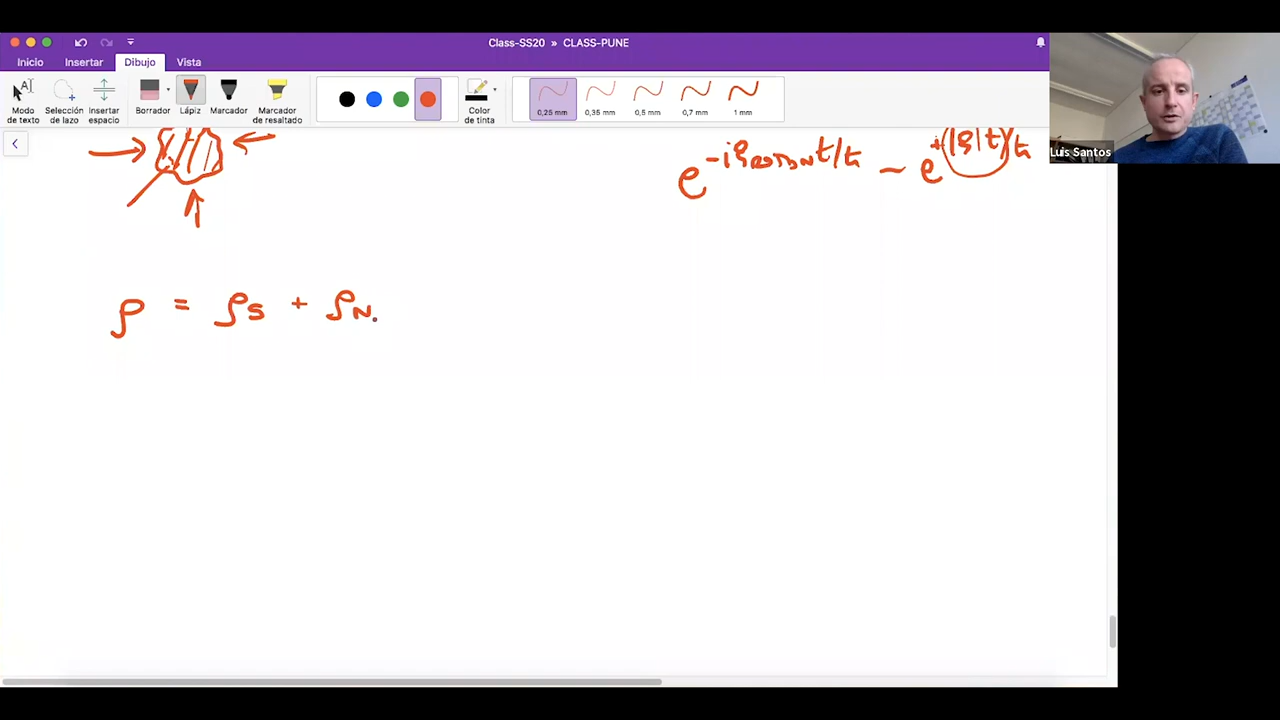 Class-SS20 » CLASS-PUNE
Inicio Insertar Dibujo Vista
Modo de texto
Selección de lazo
Insertar espacio
Borrador
Lápiz
Marcador
Marcador de resaltado
Color de tinta
0,25 mm 0,35 mm 0,5 mm 0,7 mm 1 mm
Luis Santos
ρ = ρS + ρN